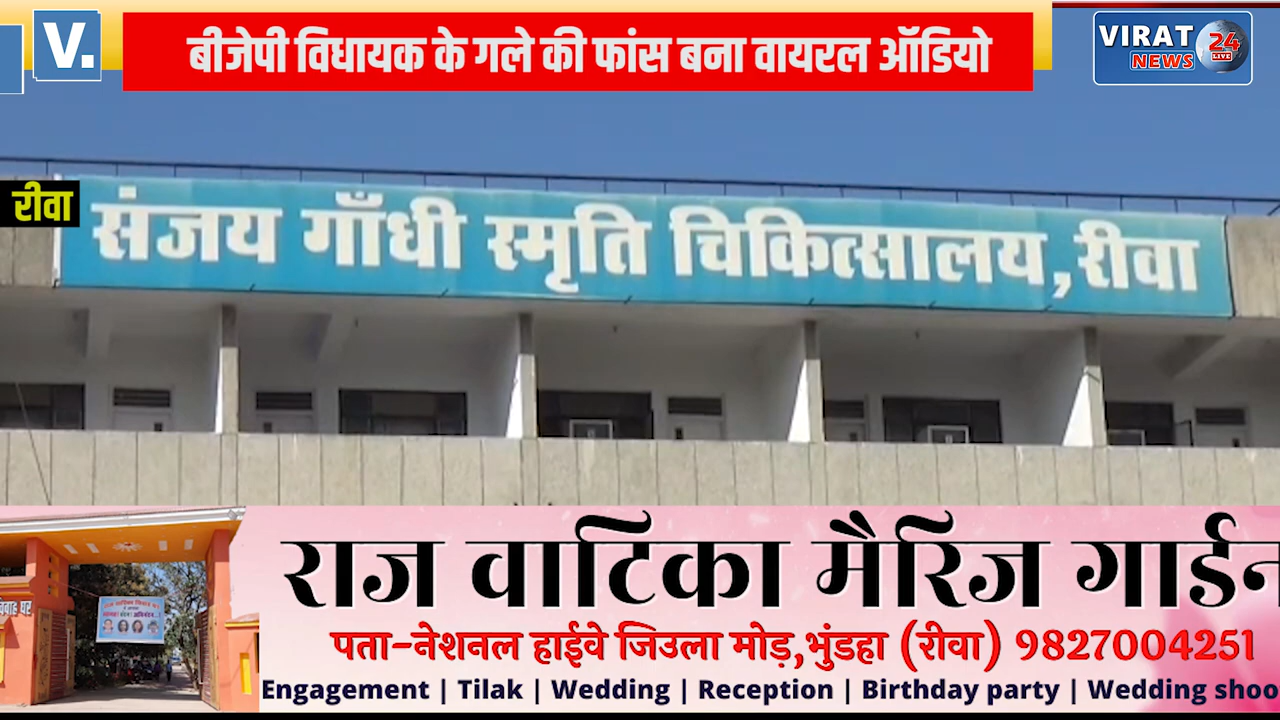 V.
बीजेपी विधायक के गले की फांस बना वायरल ऑडियो
VIRAT
NEWS
24
LIVE
रीवा
संजय गाँधी स्मृति चिकित्सालय, रीवा
राज वाटिका मैरिज गार्डन
पता-नेशनल हाईवे जिउला मोड़,भुंडहा (रीवा) 9827004251
Engagement | Tilak | Wedding | Reception | Birthday party | Wedding shoo